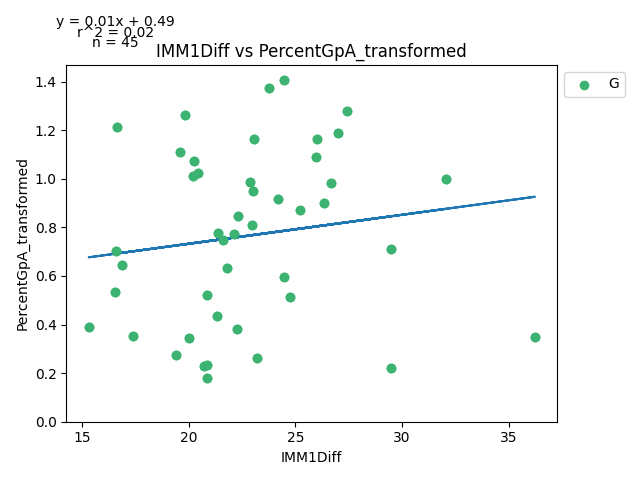 y = 0.01x + 0.49
r^2 = 0.02
n = 45
IMM1Diff vs PercentGpA_transformed
G
PercentGpA_transformed
1.4
1.2
1.0
0.8
0.6
0.4
0.2
0.0
15
20
25
30
35
IMM1Diff